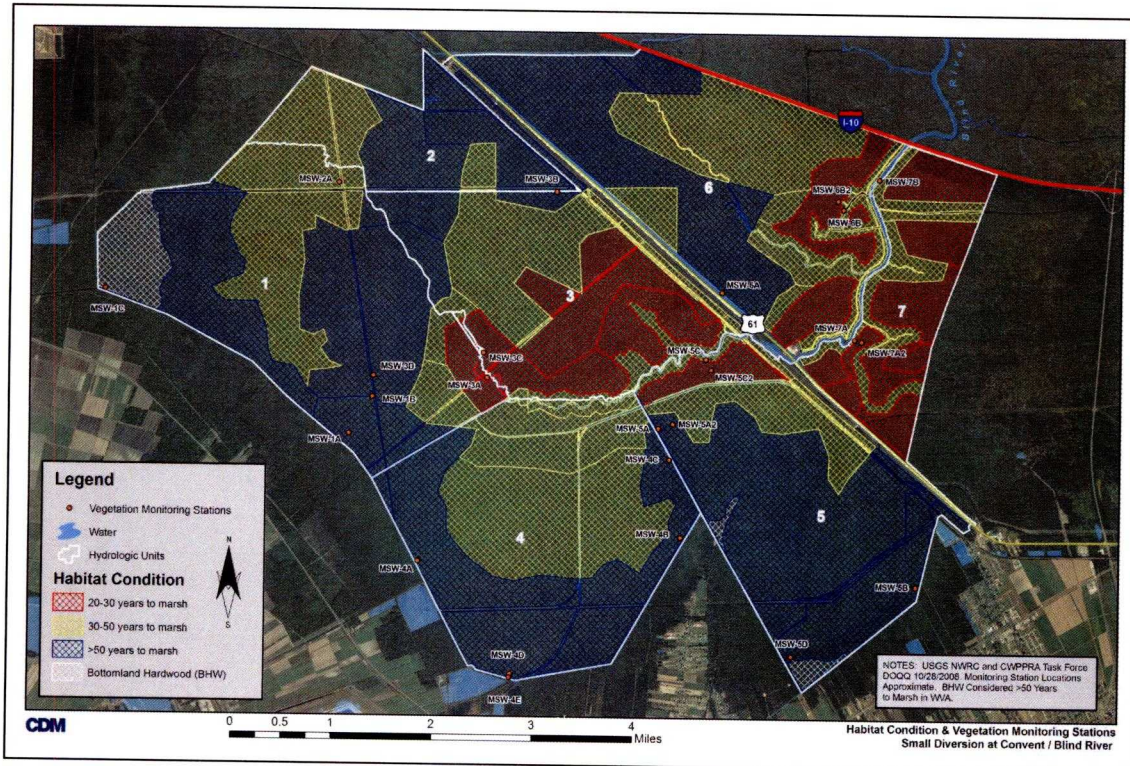 I-10
Blind River
2
MSW-2A
MSW-3B
6
MSW-6B2
MSW-7B
MSW-6B
1
MSW-1C
3
MSW-6A
61
7
MSW-7A
MSW-7A2
MSW-3C
MSW-5C
MSW-5C2
MSW-3D
MSW-3A
MSW-1B
MSW-1A
MSW-5A
MSW-5A2
MSW-4C
5
4
MSW-4B
MSW-4A
MSW-5B
MSW-4D
MSW-5D
MSW-4E
Legend
Vegetation Monitoring Stations
Water
Hydrologic Units
N
S
Habitat Condition
20-30 years to marsh
30-50 years to marsh
>50 years to marsh
Bottomland Hardwood (BHW)
NOTES: USGS NWRC and CWPPRA Task Force
DOQQ 10/28/2008. Monitoring Station Locations
Approximate. BHW Considered >50 Years
to Marsh in WVA.
CDM
0 0.5 1 2 3 4
Miles
Habitat Condition & Vegetation Monitoring Stations
Small Diversion at Convent / Blind River